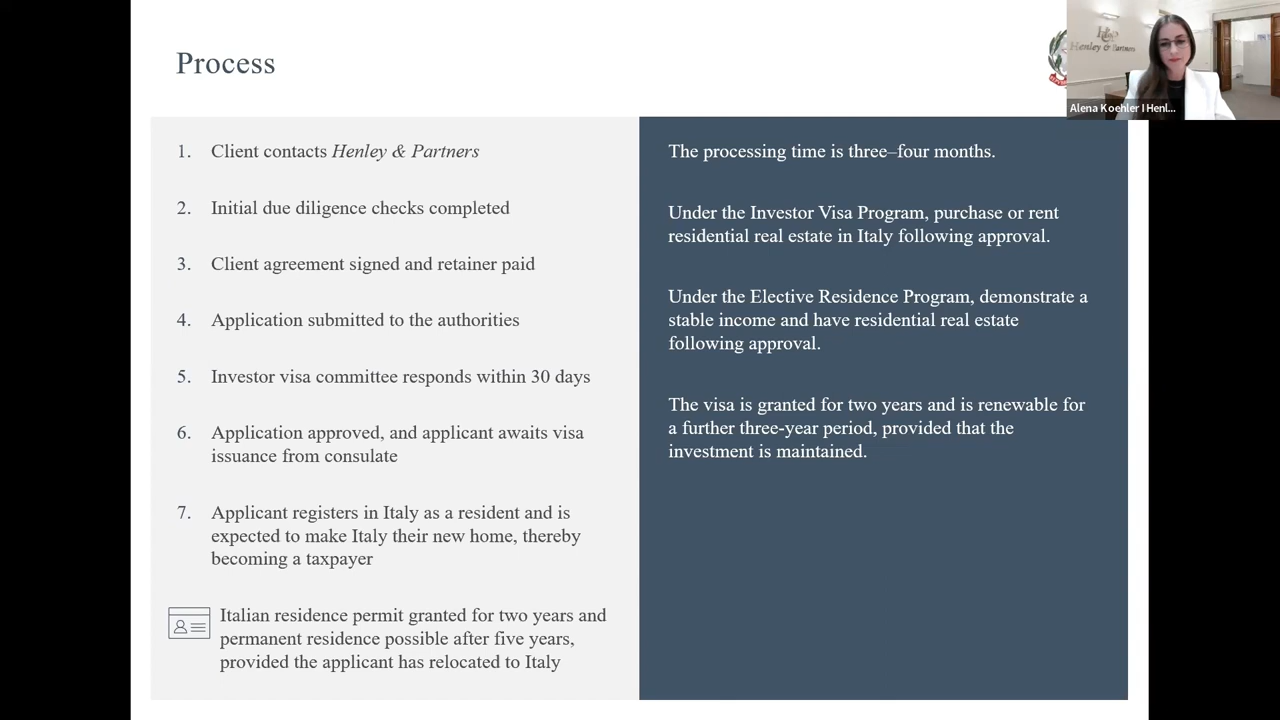 Process
1. Client contacts Henley & Partners
2. Initial due diligence checks completed
3. Client agreement signed and retainer paid
4. Application submitted to the authorities
5. Investor visa committee responds within 30 days
6. Application approved, and applicant awaits visa
issuance from consulate
7. Applicant registers in Italy as a resident and is
expected to make Italy their new home, thereby
becoming a taxpayer
Italian residence permit granted for two years and
permanent residence possible after five years,
provided the applicant has relocated to Italy
The processing time is three–four months.
Under the Investor Visa Program, purchase or rent
residential real estate in Italy following approval.
Under the Elective Residence Program, demonstrate a
stable income and have residential real estate
following approval.
The visa is granted for two years and is renewable for
a further three-year period, provided that the
investment is maintained.
Henley & Partners
Alena Koehler I Henl...